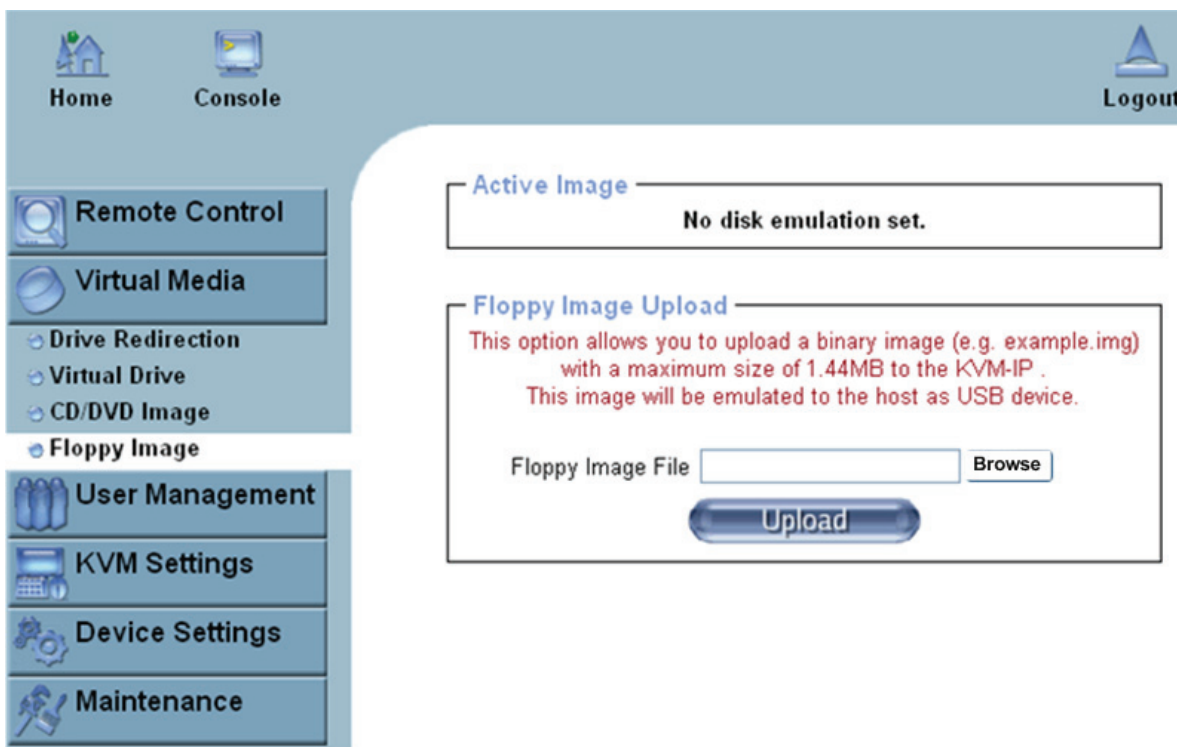 Home
Console
Logout
Remote Control
Virtual Media
Drive Redirection
Virtual Drive
CD/DVD Image
Floppy Image
User Management
KVM Settings
Device Settings
Maintenance
Active Image
No disk emulation set.
Floppy Image Upload
This option allows you to upload a binary image (e.g. example.img)
with a maximum size of 1.44MB to the KVM-IP .
This image will be emulated to the host as USB device.
Floppy Image File
Browse
Upload